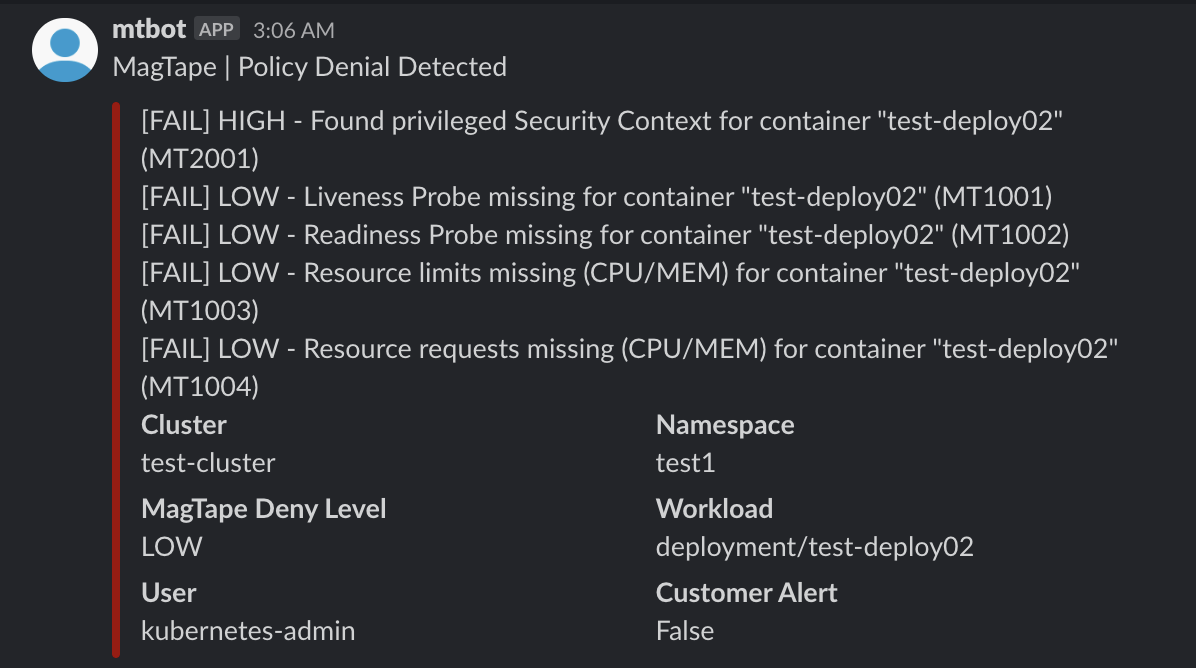 mtbot APP 3:06 AM
MagTape | Policy Denial Detected
[FAIL] HIGH - Found privileged Security Context for container "test-deploy02"
(MT2001)
[FAIL] LOW - Liveness Probe missing for container "test-deploy02" (MT1001)
[FAIL] LOW - Readiness Probe missing for container "test-deploy02" (MT1002)
[FAIL] LOW - Resource limits missing (CPU/MEM) for container "test-deploy02"
(MT1003)
[FAIL] LOW - Resource requests missing (CPU/MEM) for container "test-deploy02"
(MT1004)
Cluster Namespace
test-cluster test1
MagTape Deny Level Workload
LOW deployment/test-deploy02
User Customer Alert
kubernetes-admin False